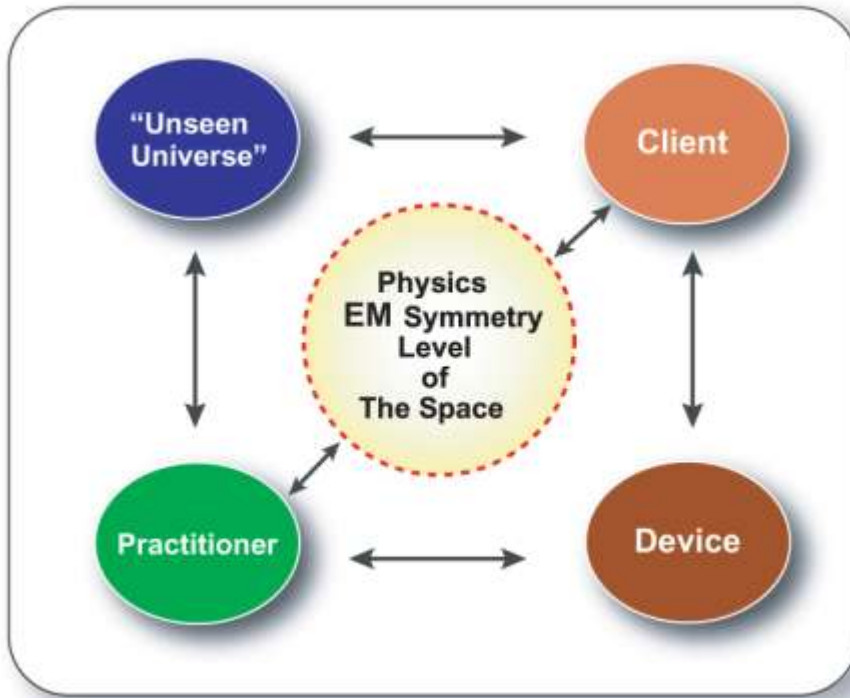 “Unseen
Universe”
Client
Physics
EM Symmetry
Level
of
The Space
Practitioner
Device